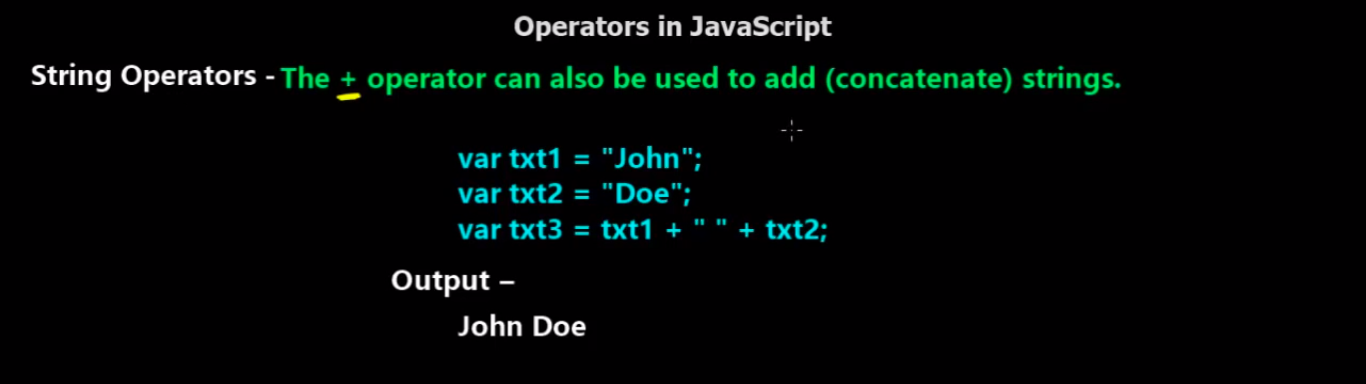 Operators in JavaScript
String Operators - The + operator can also be used to add (concatenate) strings.
var txt1 = "John";
var txt2 = "Doe";
var txt3 = txt1 + " " + txt2;
Output –
John Doe